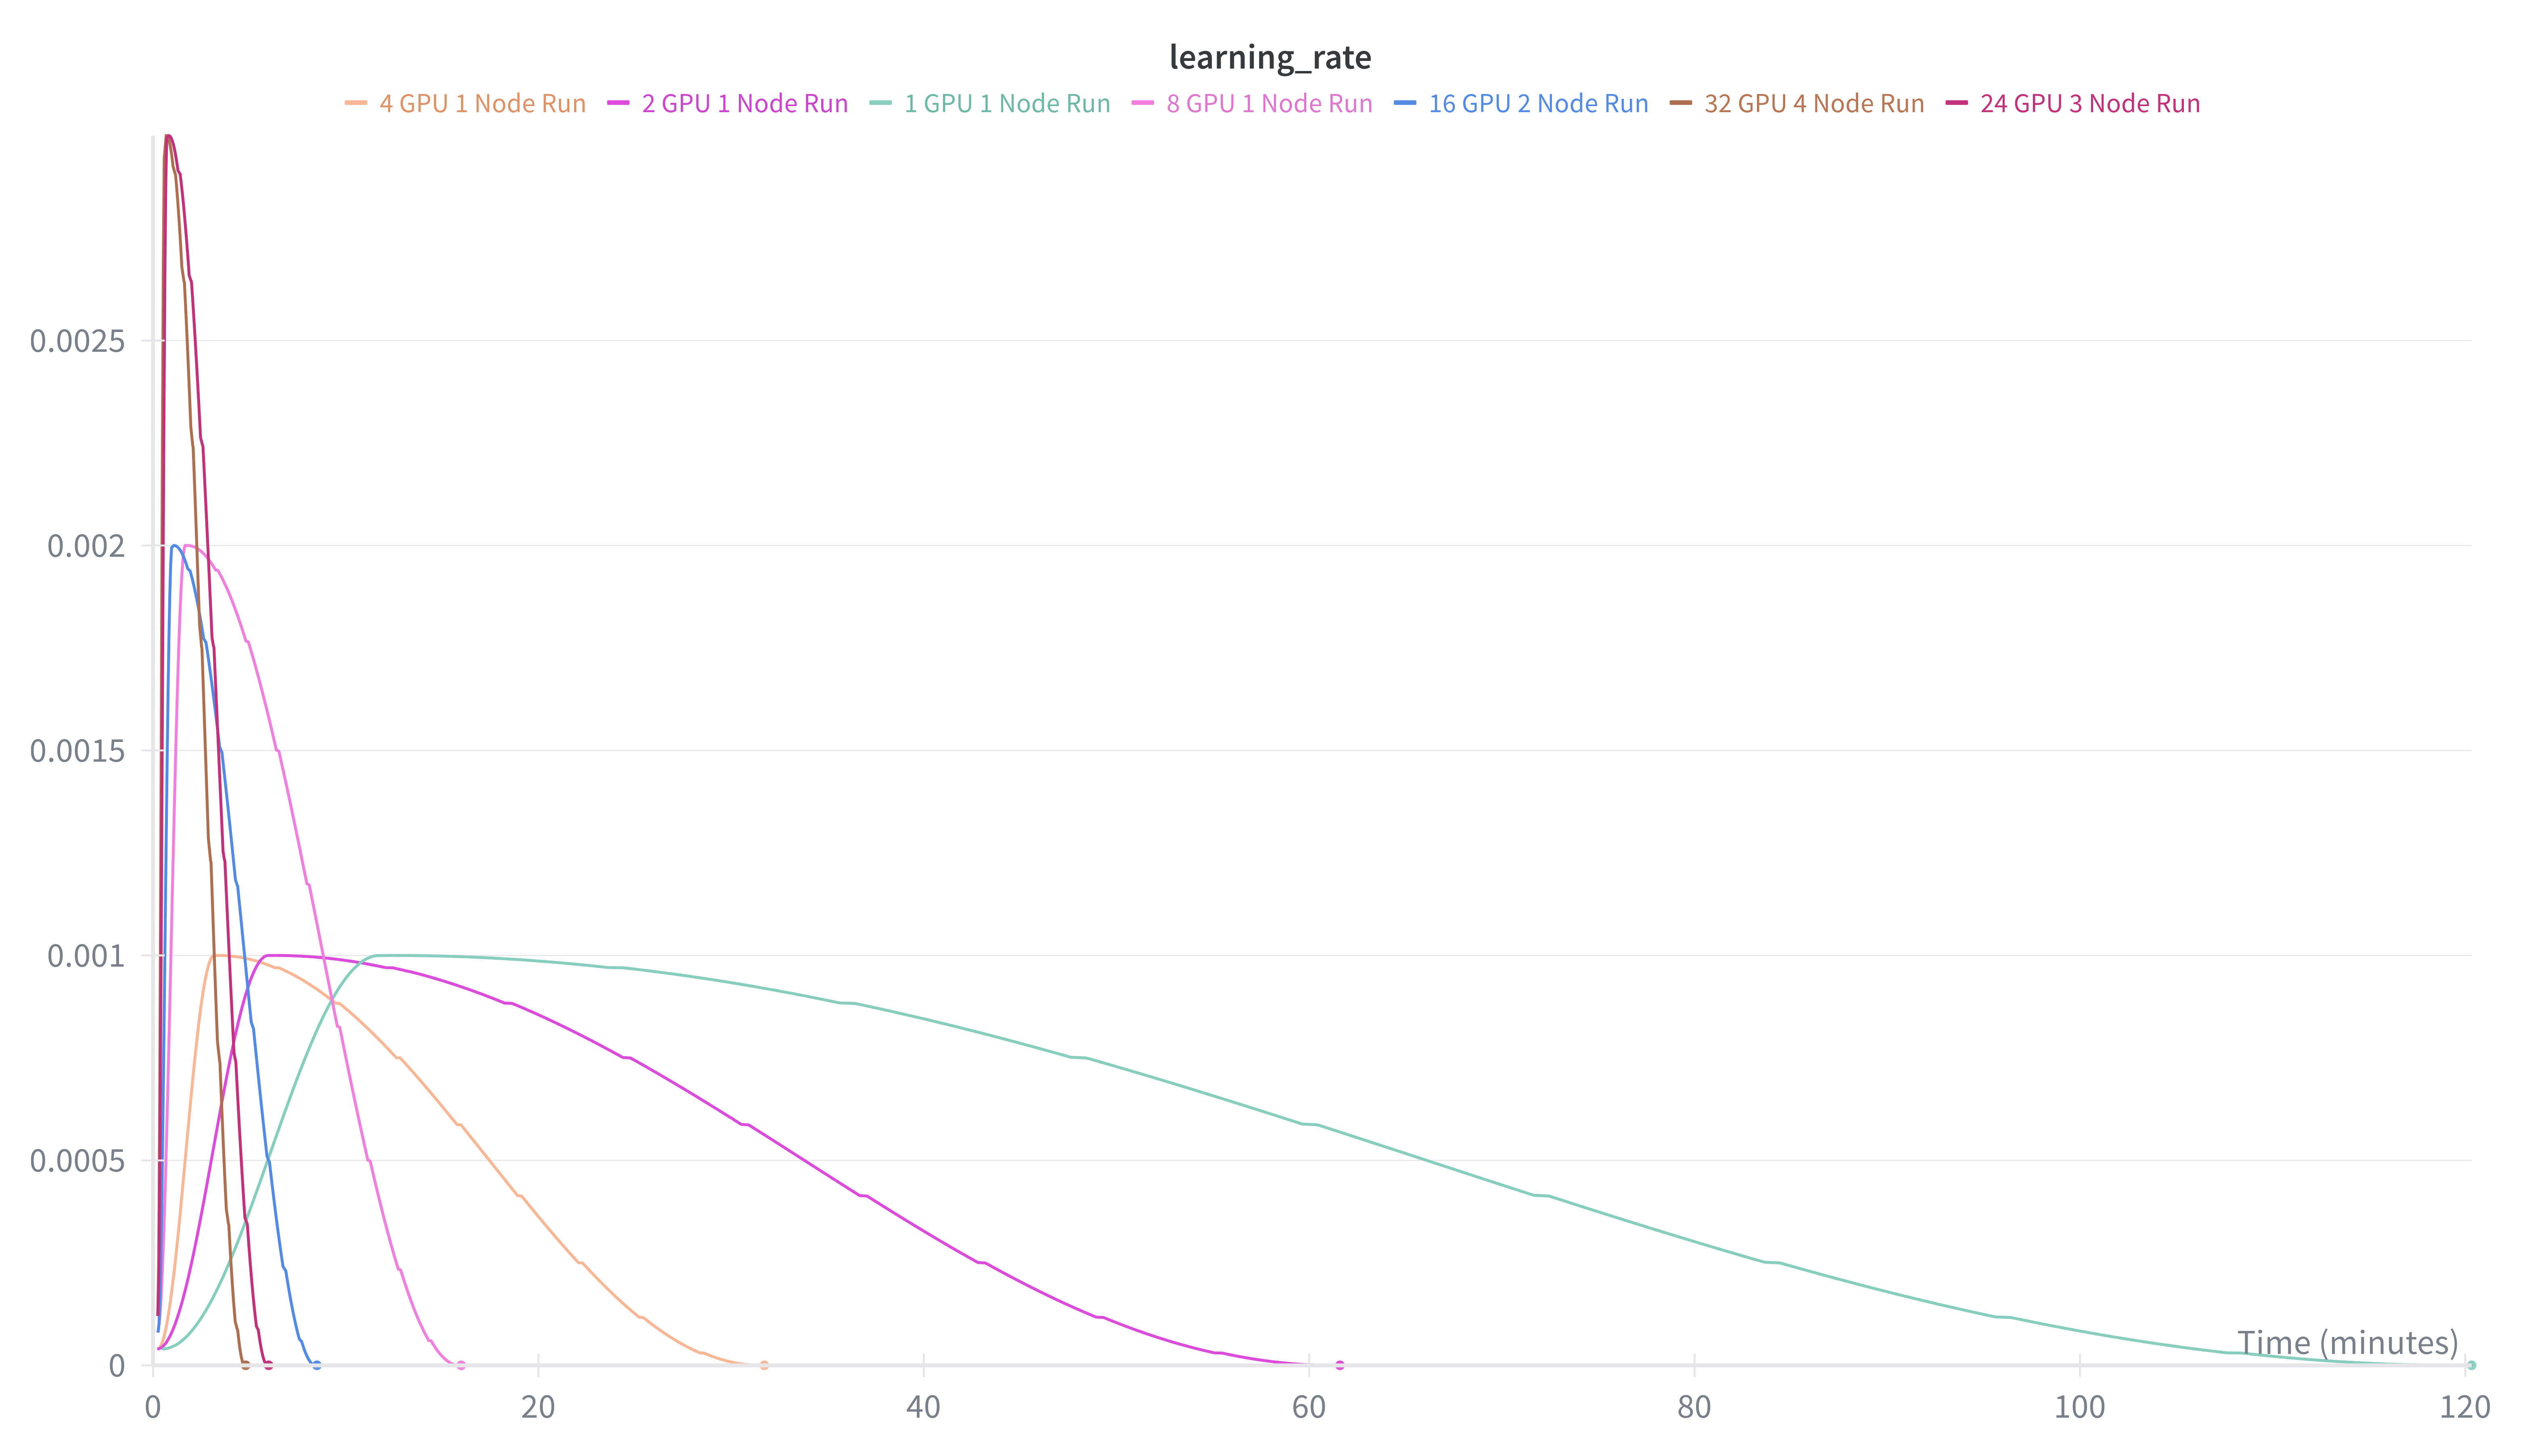 learning_rate
4 GPU 1 Node Run 2 GPU 1 Node Run 1 GPU 1 Node Run 8 GPU 1 Node Run 16 GPU 2 Node Run 32 GPU 4 Node Run 24 GPU 3 Node Run
0.0025
0.002
0.0015
0.001
0.0005
0
Time (minutes)
0 20 40 60 80 100 120